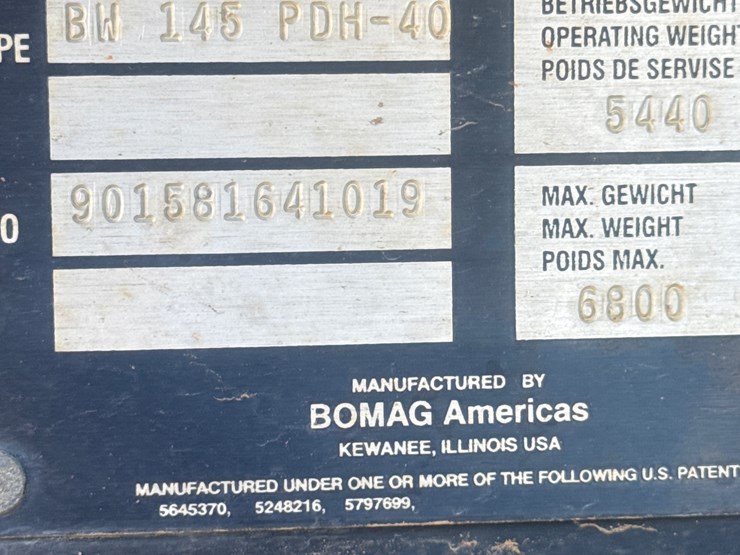 PE
BW 145 PDH-40
BETRIEBSGEWICHT
OPERATING WEIGHT
POIDS DE SERVISE
5440
O
901581641019
MAX. GEWICHT
MAX. WEIGHT
POIDS MAX.
6800
MANUFACTURED BY
BOMAG Americas
KEWANEE, ILLINOIS USA
MANUFACTURED UNDER ONE OR MORE OF THE FOLLOWING U.S. PATENT
5645370, 5248216, 5797699,